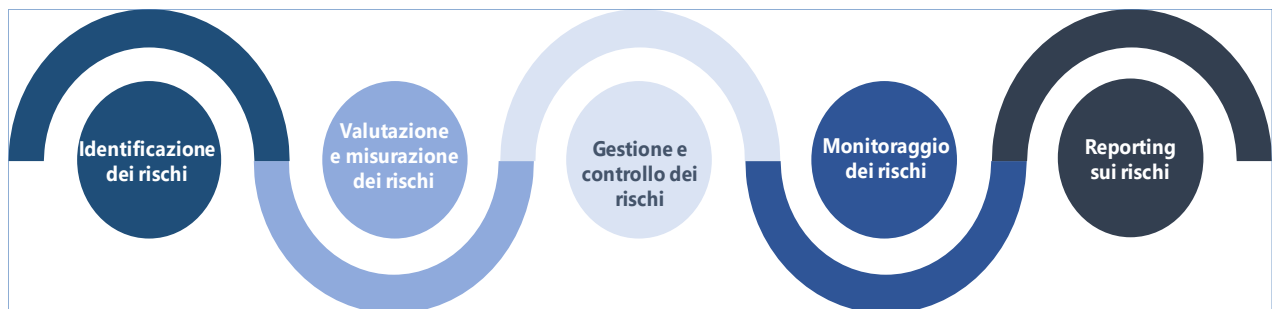 Identificazione
dei rischi
Valutazione
e misurazione
dei rischi
Gestione e
controllo dei
rischi
Monitoraggio
dei rischi
Reporting
sui rischi